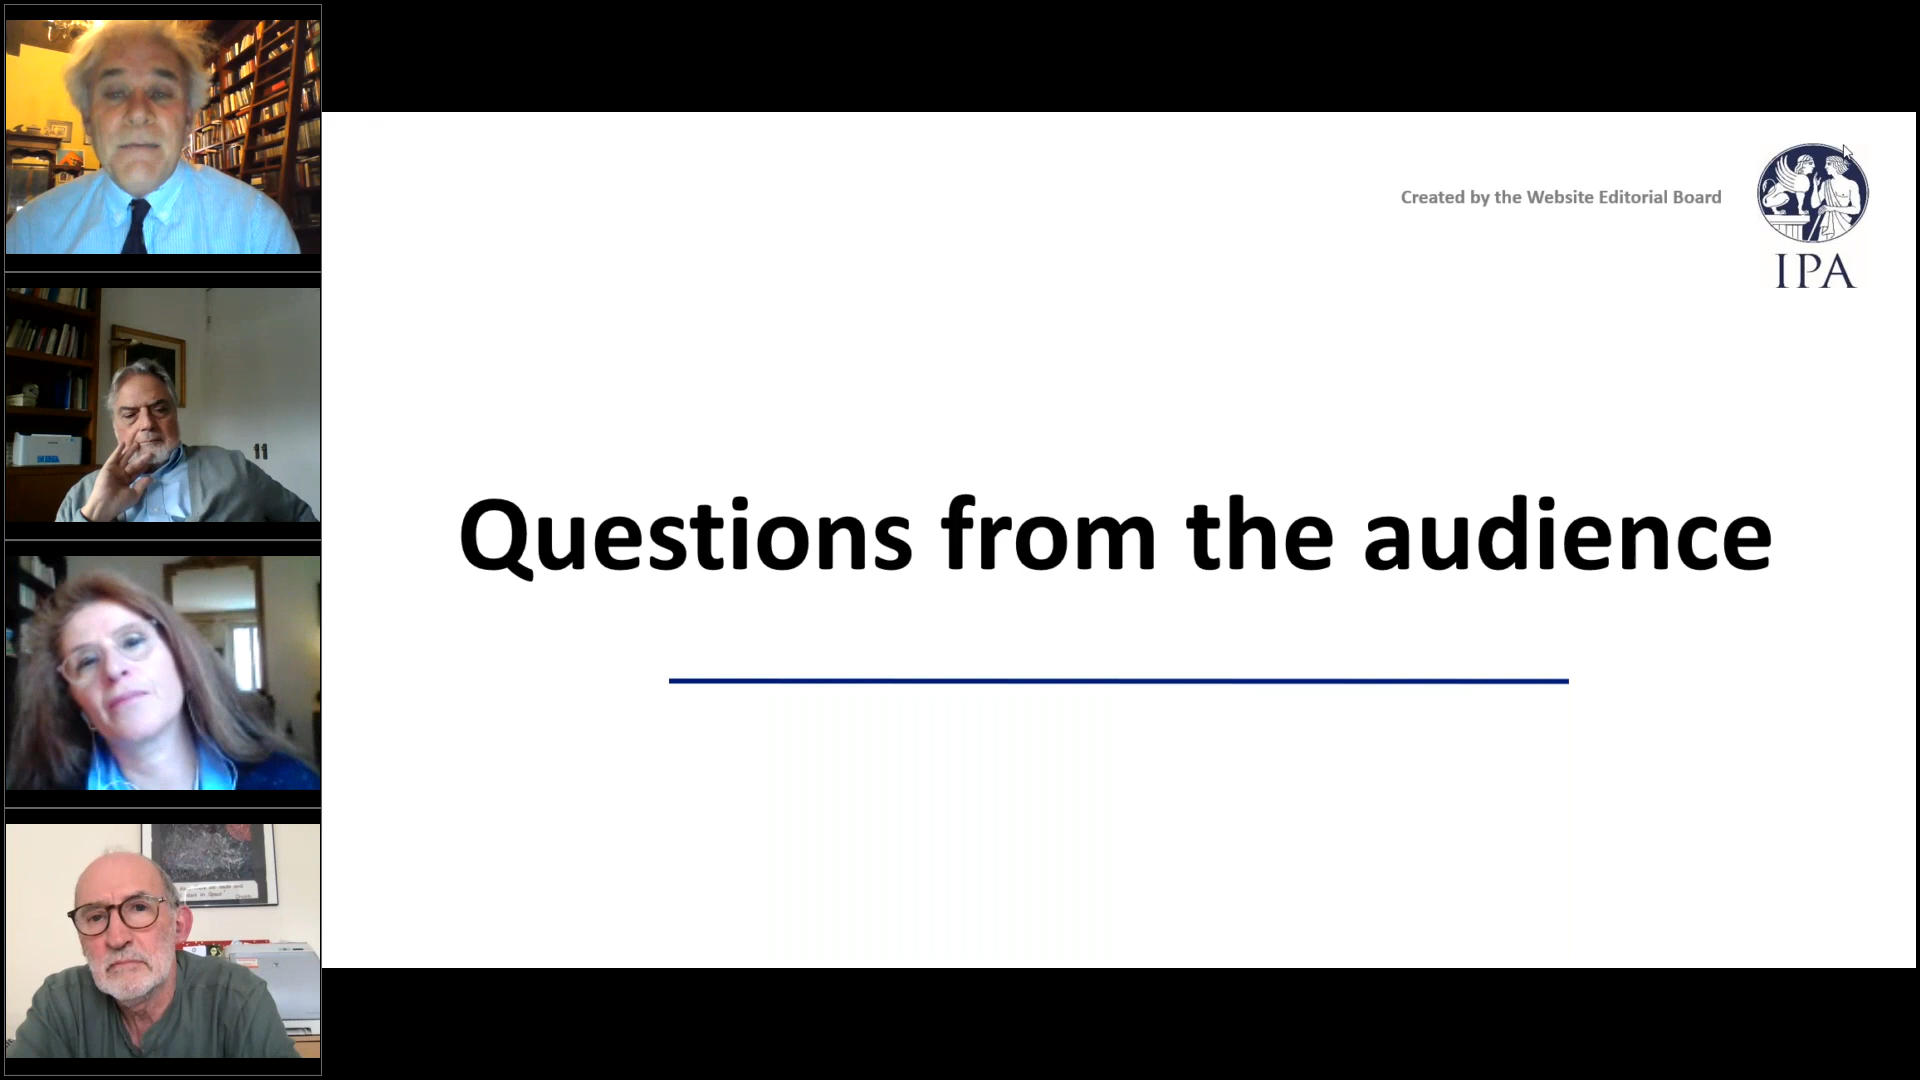 Created by the Website Editorial Board
IPA
Questions from the audience